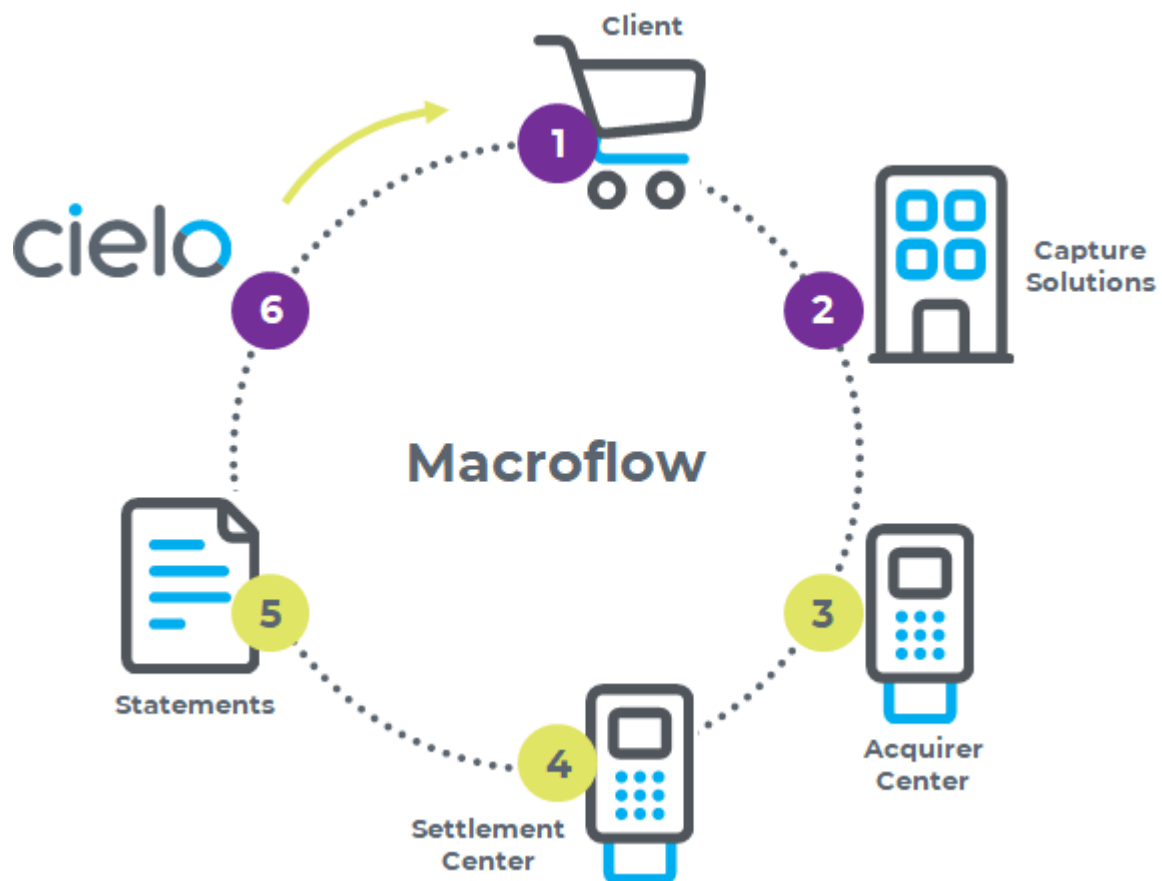 Client
1
cielo
Capture
Solutions
6
2
Macroflow
5
3
Statements
4
Acquirer
Center
Settlement
Center